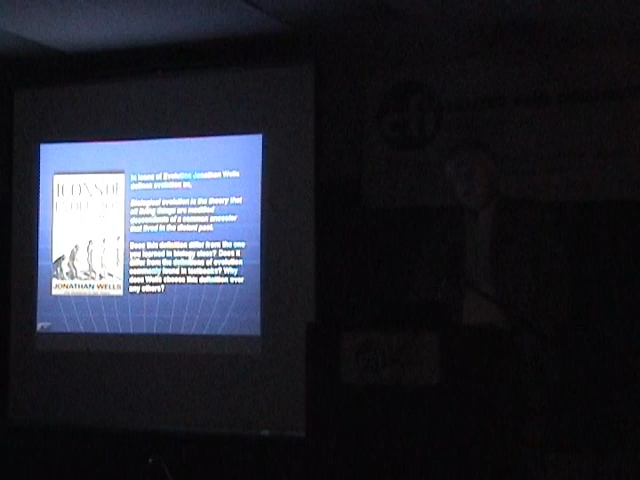 ICONS OF
EVOLUTION
JONATHAN WELLS
In Icons of Evolution Jonathan Wells
defines evolution as,
Biological evolution is the theory that
all living things are modified
descendants of a common ancestor
that lived in the distant past.
Does this definition differ from the one
you learned in biology class? Does it
differ from the definition of evolution
commonly found in textbooks? Why
does Wells choose this definition over
any others?